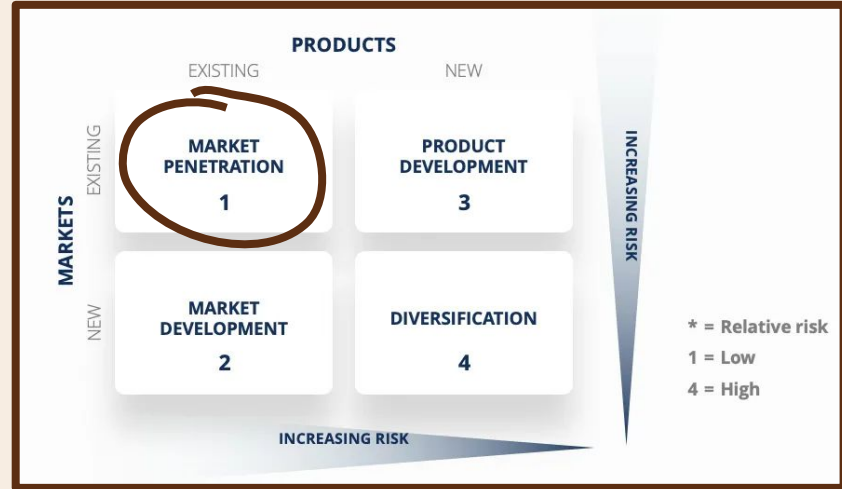 PRODUCTS
EXISTING
NEW
MARKETS
EXISTING
MARKET
PENETRATION
1
PRODUCT
DEVELOPMENT
3
NEW
MARKET
DEVELOPMENT
2
DIVERSIFICATION
4
INCREASING RISK
INCREASING RISK
* = Relative risk
1 = Low
4 = High